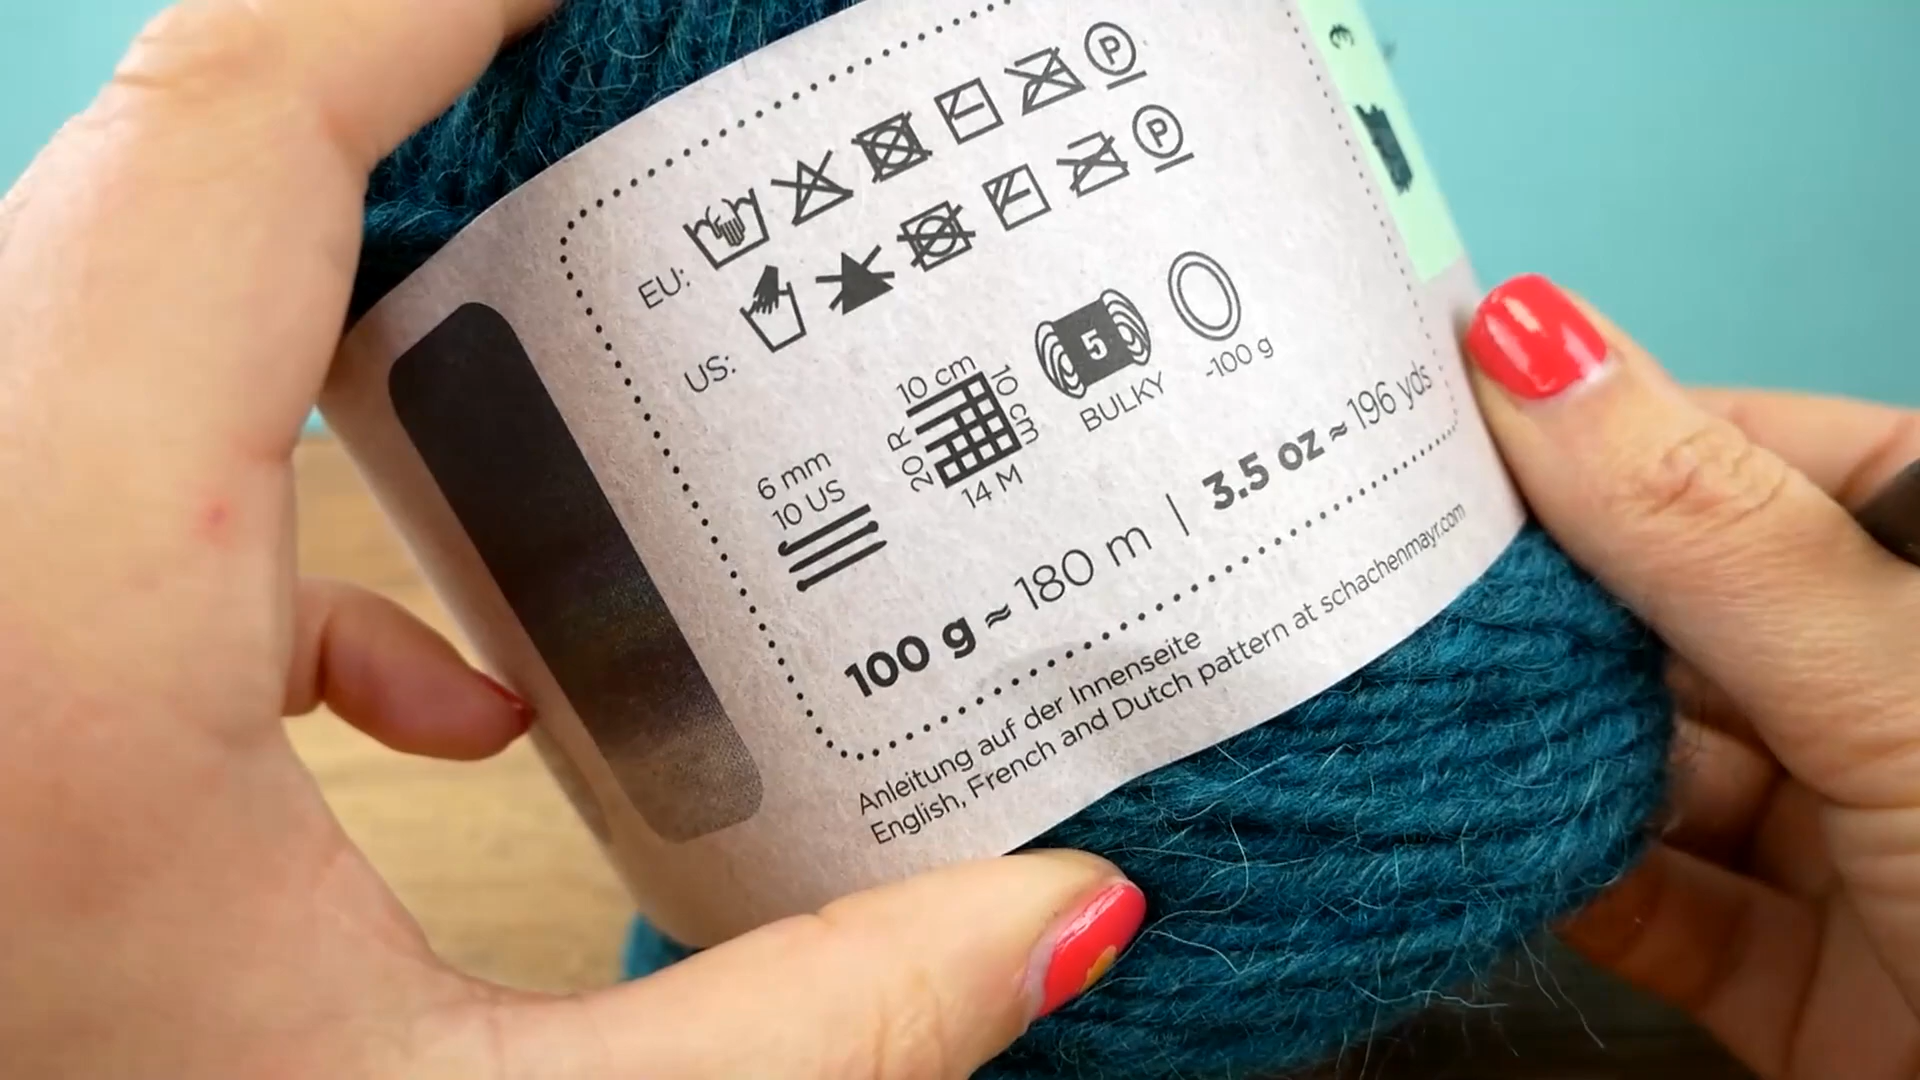 €
P
P
EU:
US:
10 cm
10 cm
20 R
14 M
5
BULKY
-100 g
6 mm
10 US
100 g ≈ 180 m | 3.5 oz ≈ 196 yds
Anleitung auf der Innenseite
English, French and Dutch pattern at schachenmayr.com